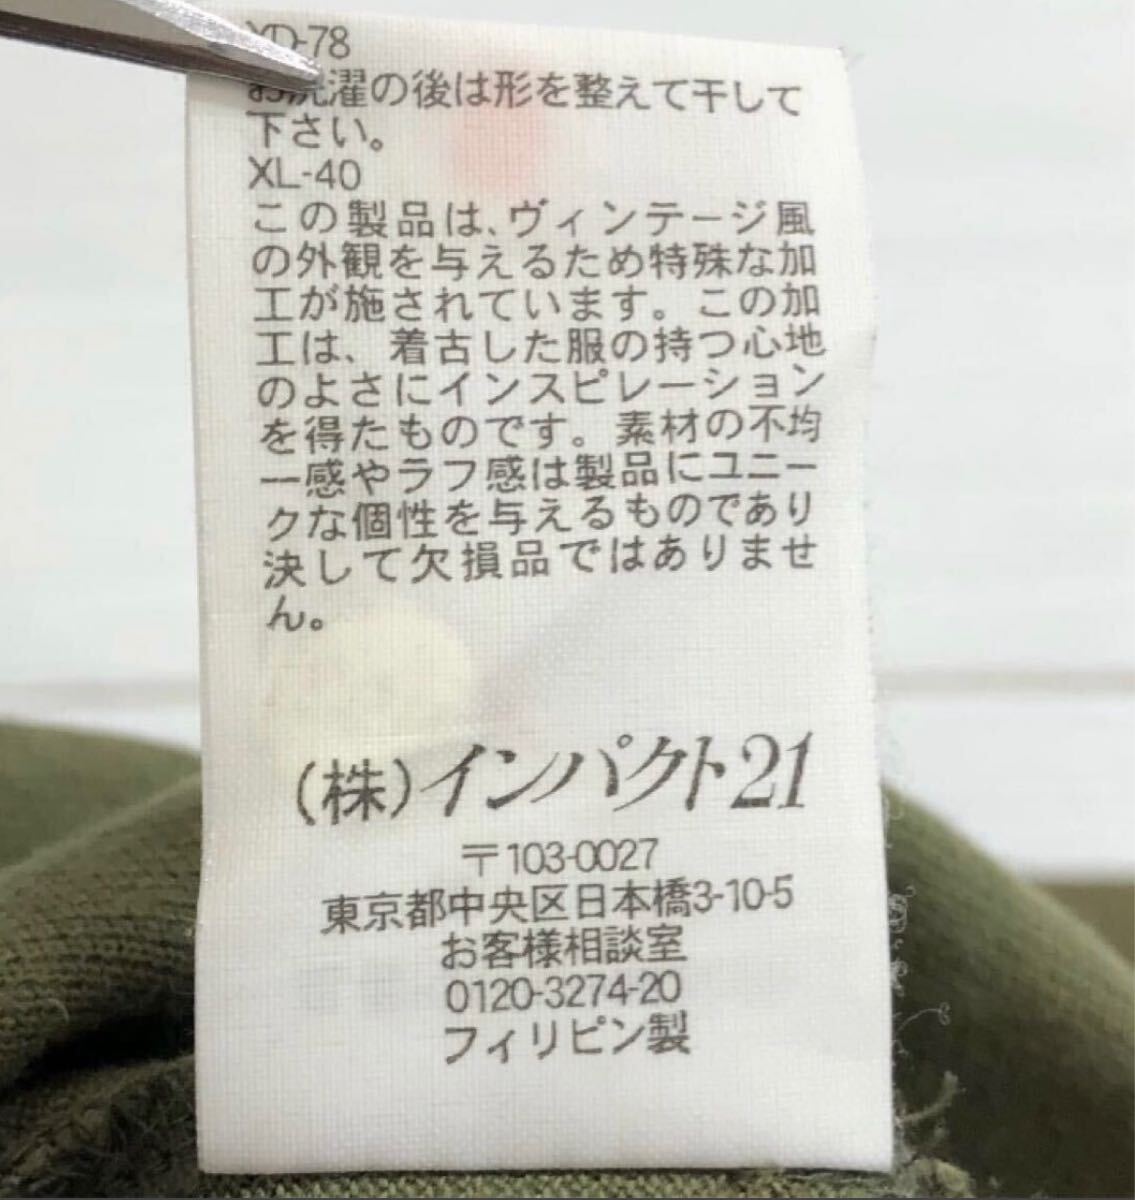 YD-78
お洗濯の後は形を整えて干して
下さい。
XL-40
この製品は、ヴィンテージ風
の外観を与えるため特殊な加
工が施されています。この加
工は、着古した服の持つ心地
のよさにインスピレーション
を得たものです。素材の不均
一感やラフ感は製品にユニー
クな個性を与えるものであり
決して欠損品ではありませ
ん。
(株)インパクト21
〒103-0027
東京都中央区日本橋3-10-5
お客様相談室
0120-3274-20
フィリピン製